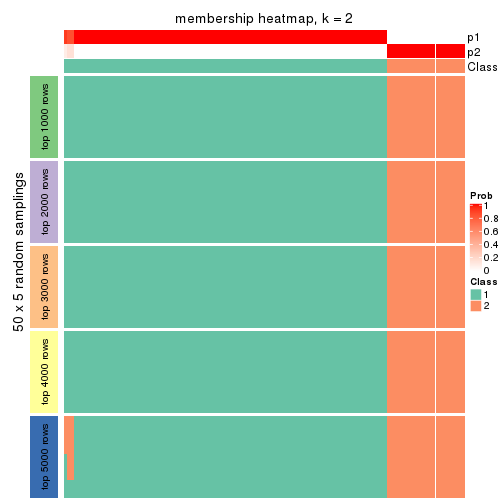 membership heatmap, k = 2
p1
p2
Class
50 x 5 random samplings
top 1000 rows
top 2000 rows
top 3000 rows
top 4000 rows
top 5000 rows
Prob
1
0.8
0.6
0.4
0.2
0
Class
1
2